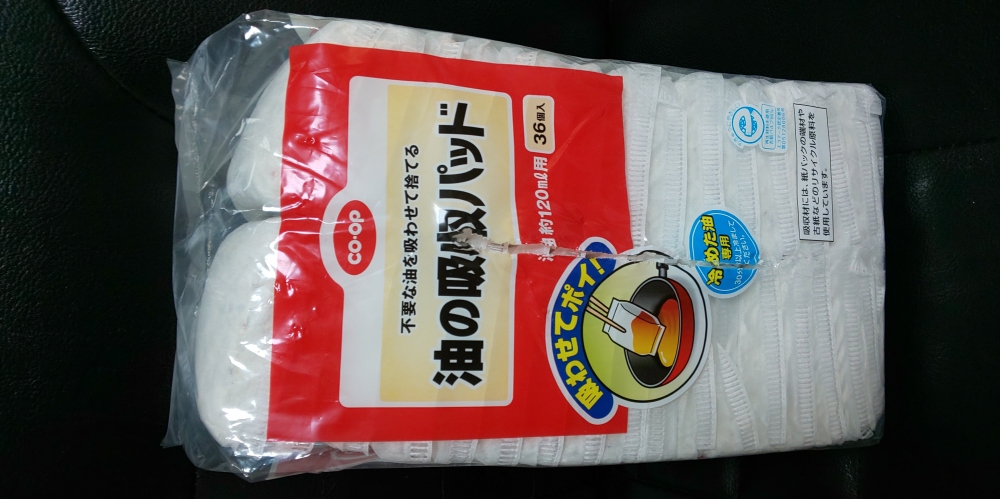 co·op
不要な油を吸わせて捨てる
油の吸収パッド
油 約120ml用
36個入
吸わせてポイ!
冷めた油
専用
吸収材には、紙パックの端材や
古紙などのリサイクル原料を
使用しています。